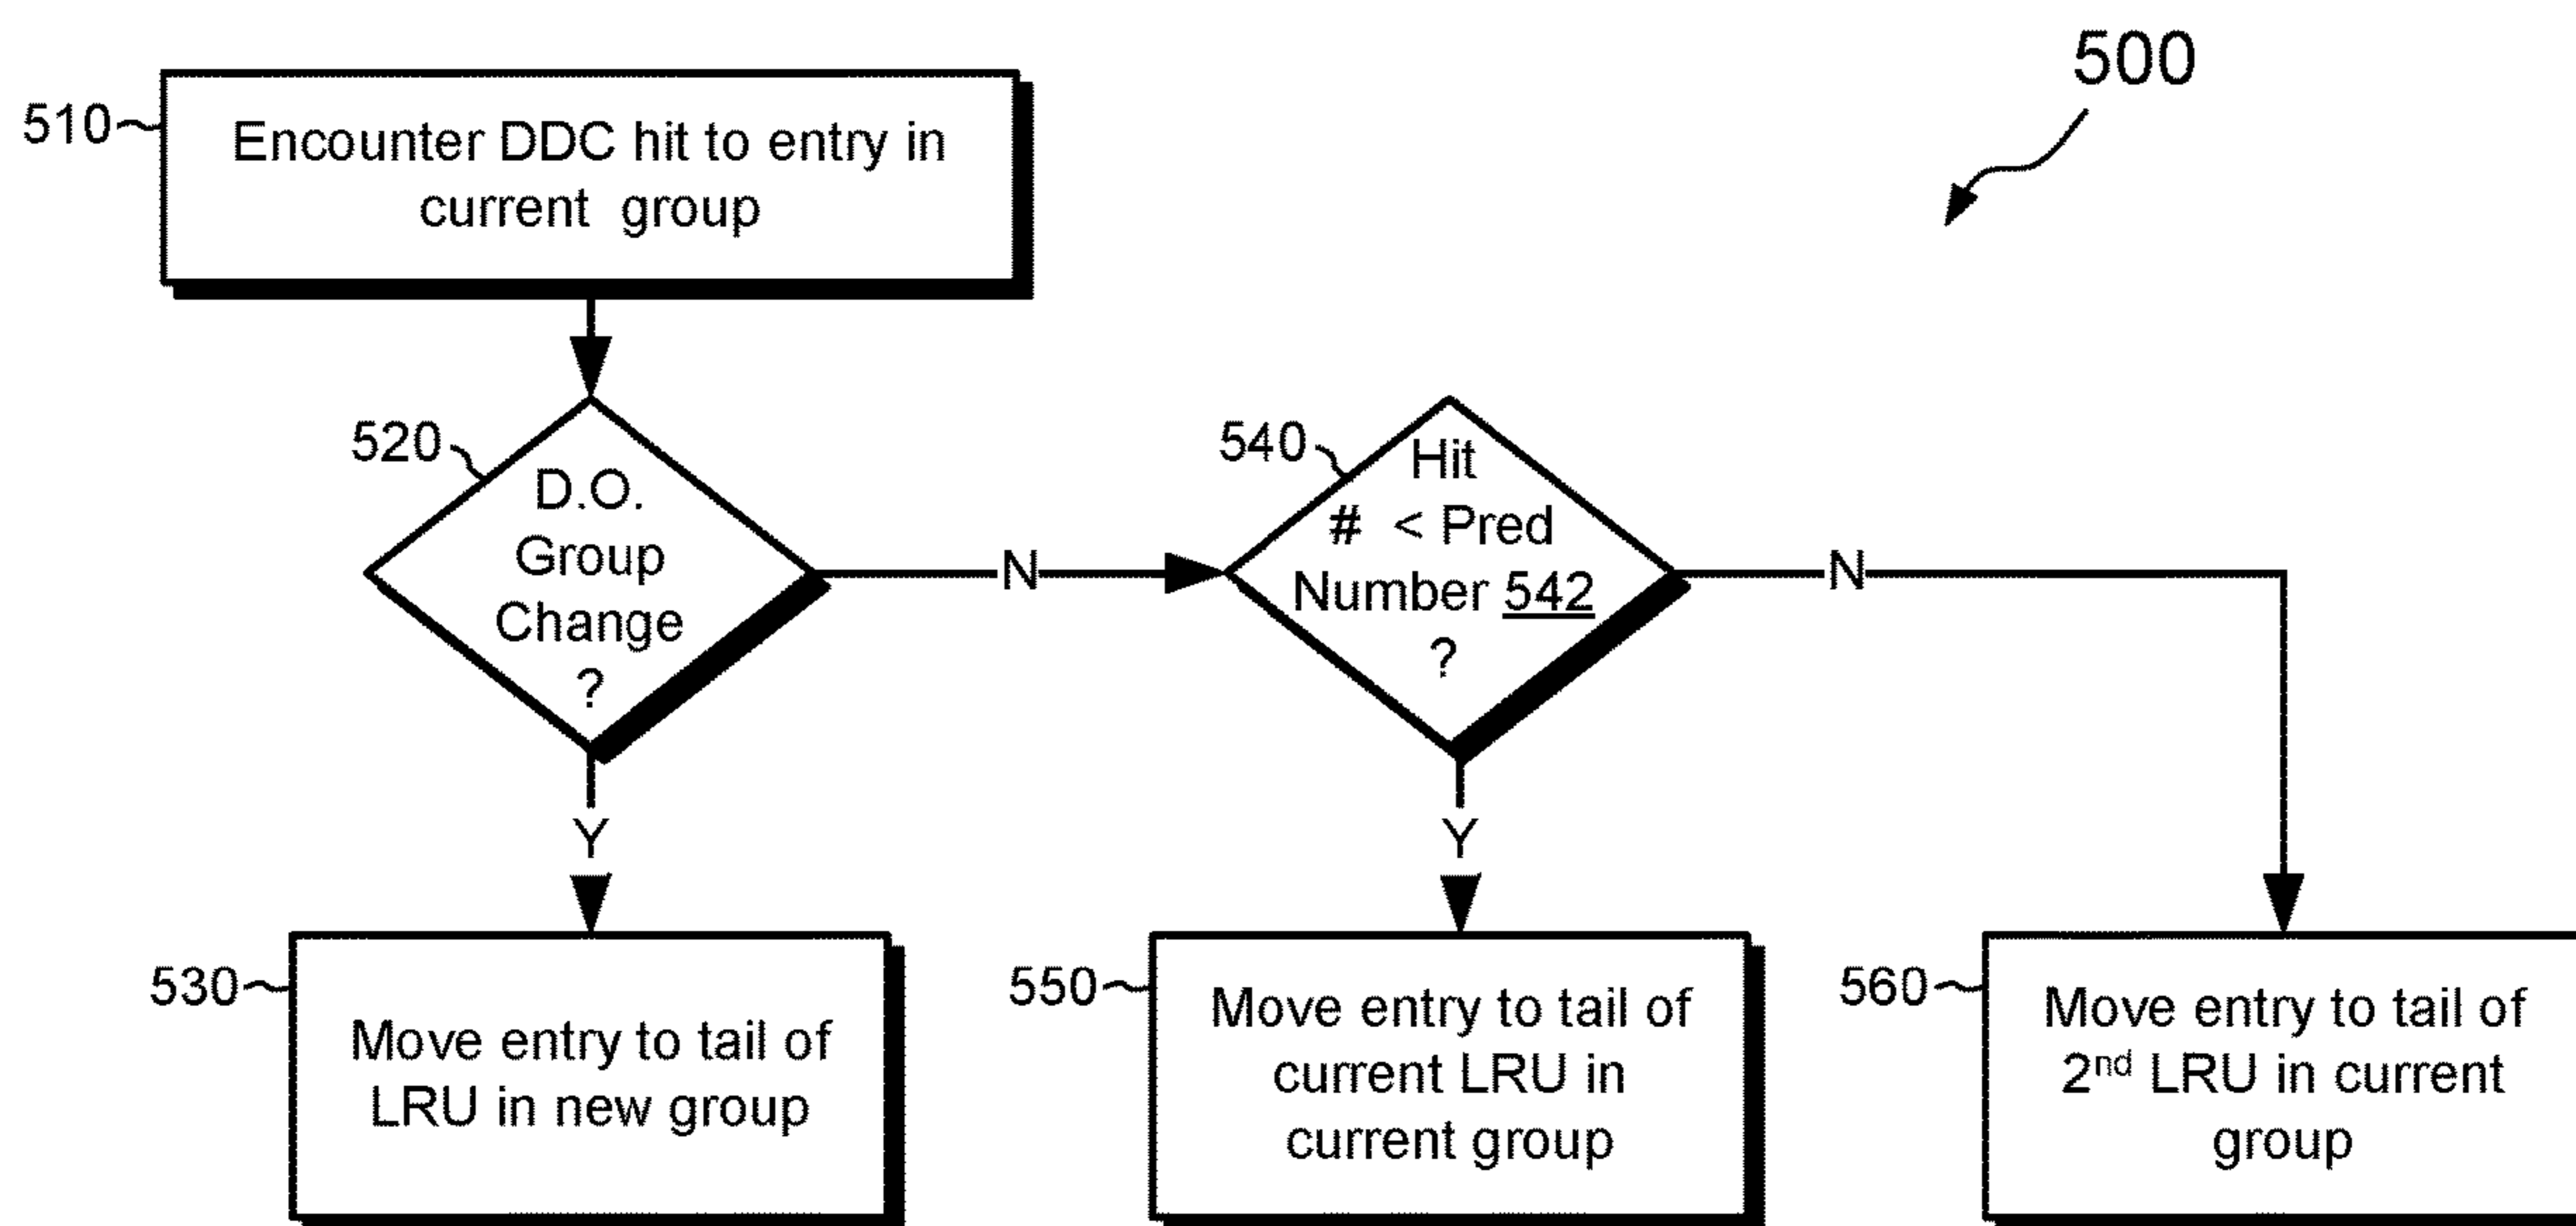 500
510
Encounter DDC hit to entry in
current group
520
D.O.
Group
Change
?
N
540
Hit
# < Pred
Number 542
?
N
Y
Y
530
Move entry to tail of
LRU in new group
550
Move entry to tail of
current LRU in
current group
560
Move entry to tail of
2nd LRU in current
group